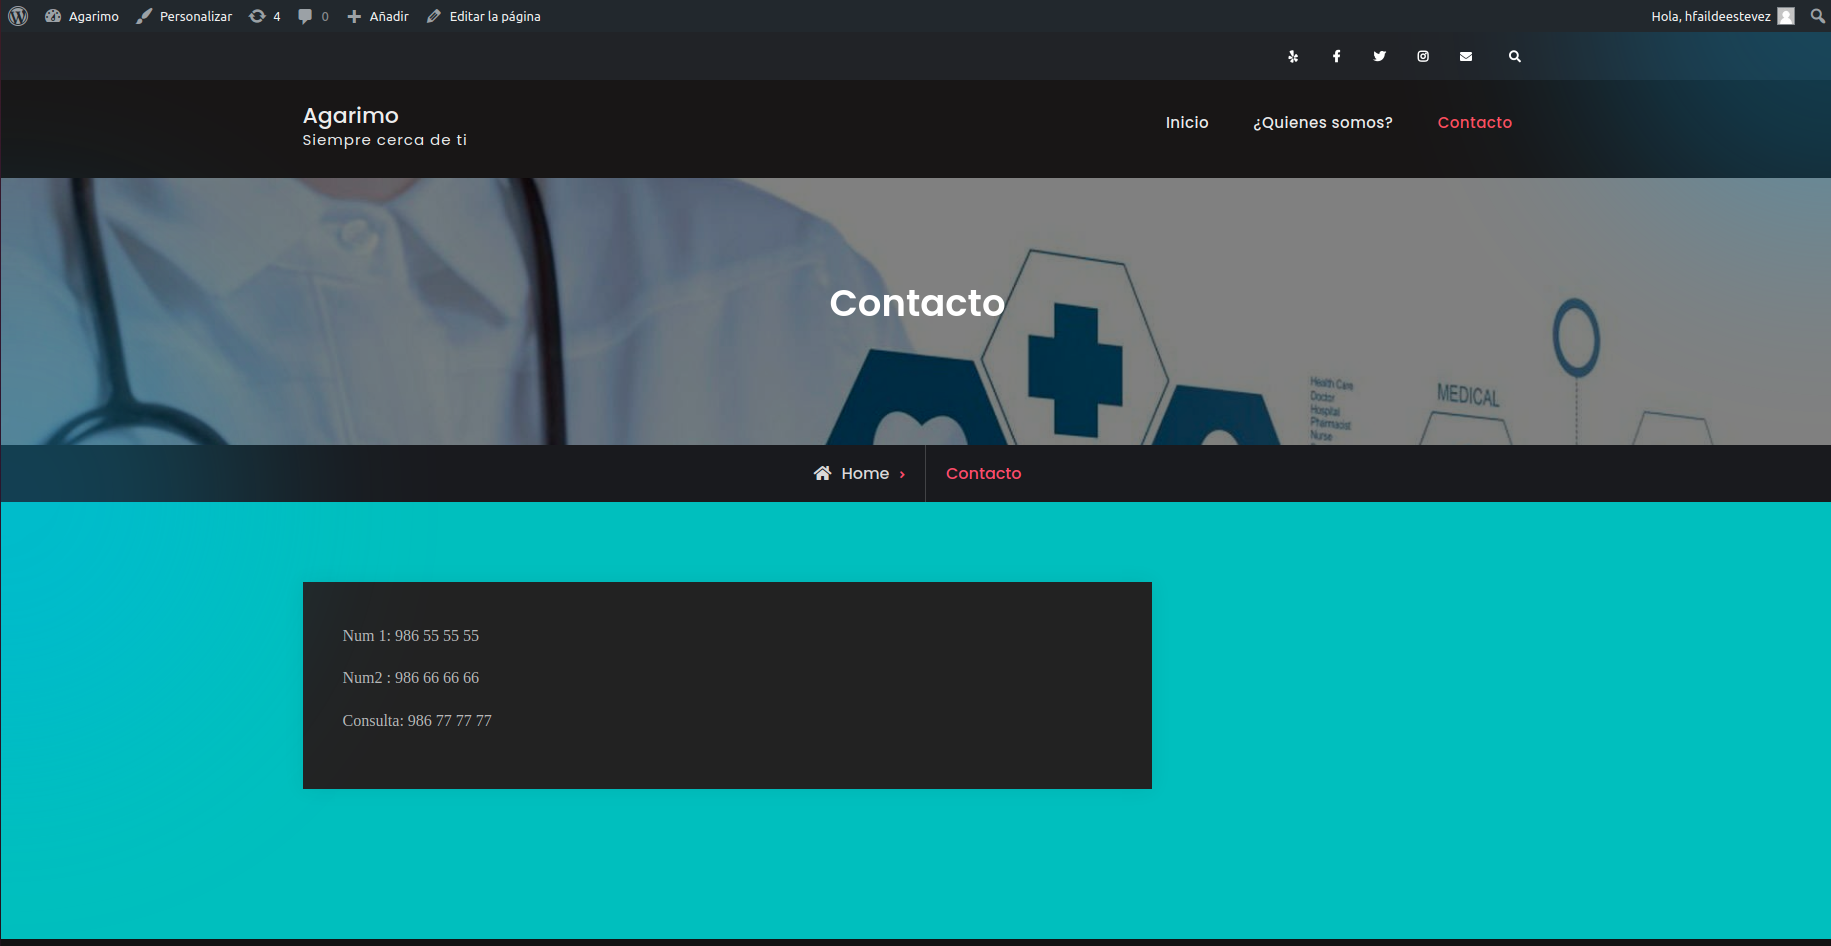 Agarimo Personalizar 4 0 Añadir Editar la página Hola, hfaildeestevez
Agarimo
Siempre cerca de ti
Inicio ¿Quienes somos? Contacto
Contacto
Health Care
Doctor
Hospital
Pharmacist
Nurse
MEDICAL
Home › Contacto
Num 1: 986 55 55 55
Num2 : 986 66 66 66
Consulta: 986 77 77 77